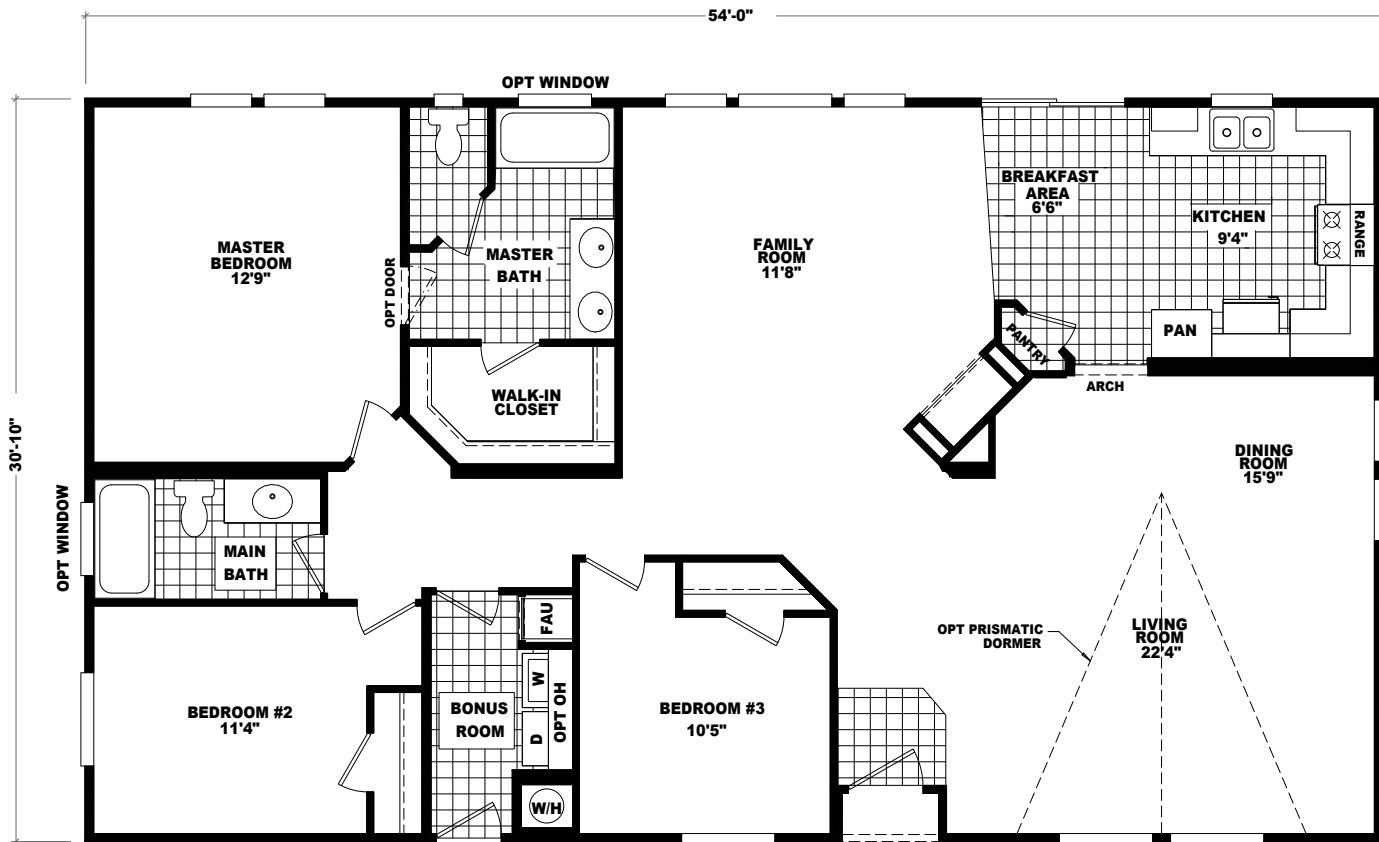 54'-0"
OPT WINDOW
30'-10"
MASTER
BEDROOM
12'9"
OPT DOOR
MASTER
BATH
WALK-IN
CLOSET
FAMILY
ROOM
11'8"
BREAKFAST
AREA
6'6"
KITCHEN
9'4"
RANGE
PAN
PANTRY
ARCH
DINING
ROOM
15'9"
OPT WINDOW
MAIN
BATH
FAU
W
D
OPT OH
BONUS
ROOM
W/H
BEDROOM #2
11'4"
BEDROOM #3
10'5"
OPT PRISMATIC
DORMER
LIVING
ROOM
22'4"